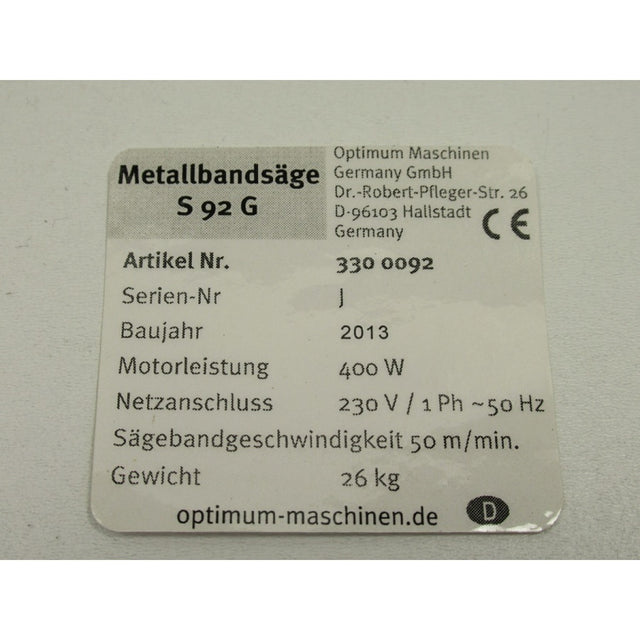 Metallbandsäge
S 92 G
Optimum Maschinen
Germany GmbH
Dr.-Robert-Pfleger-Str. 26
D-96103 Hallstadt
Germany
CE
Artikel Nr. 330 0092
Serien-Nr J
Baujahr 2013
Motorleistung 400 W
Netzanschluss 230 V / 1 Ph ~50 Hz
Sägebandgeschwindigkeit 50 m/min.
Gewicht 26 kg
optimum-maschinen.de D